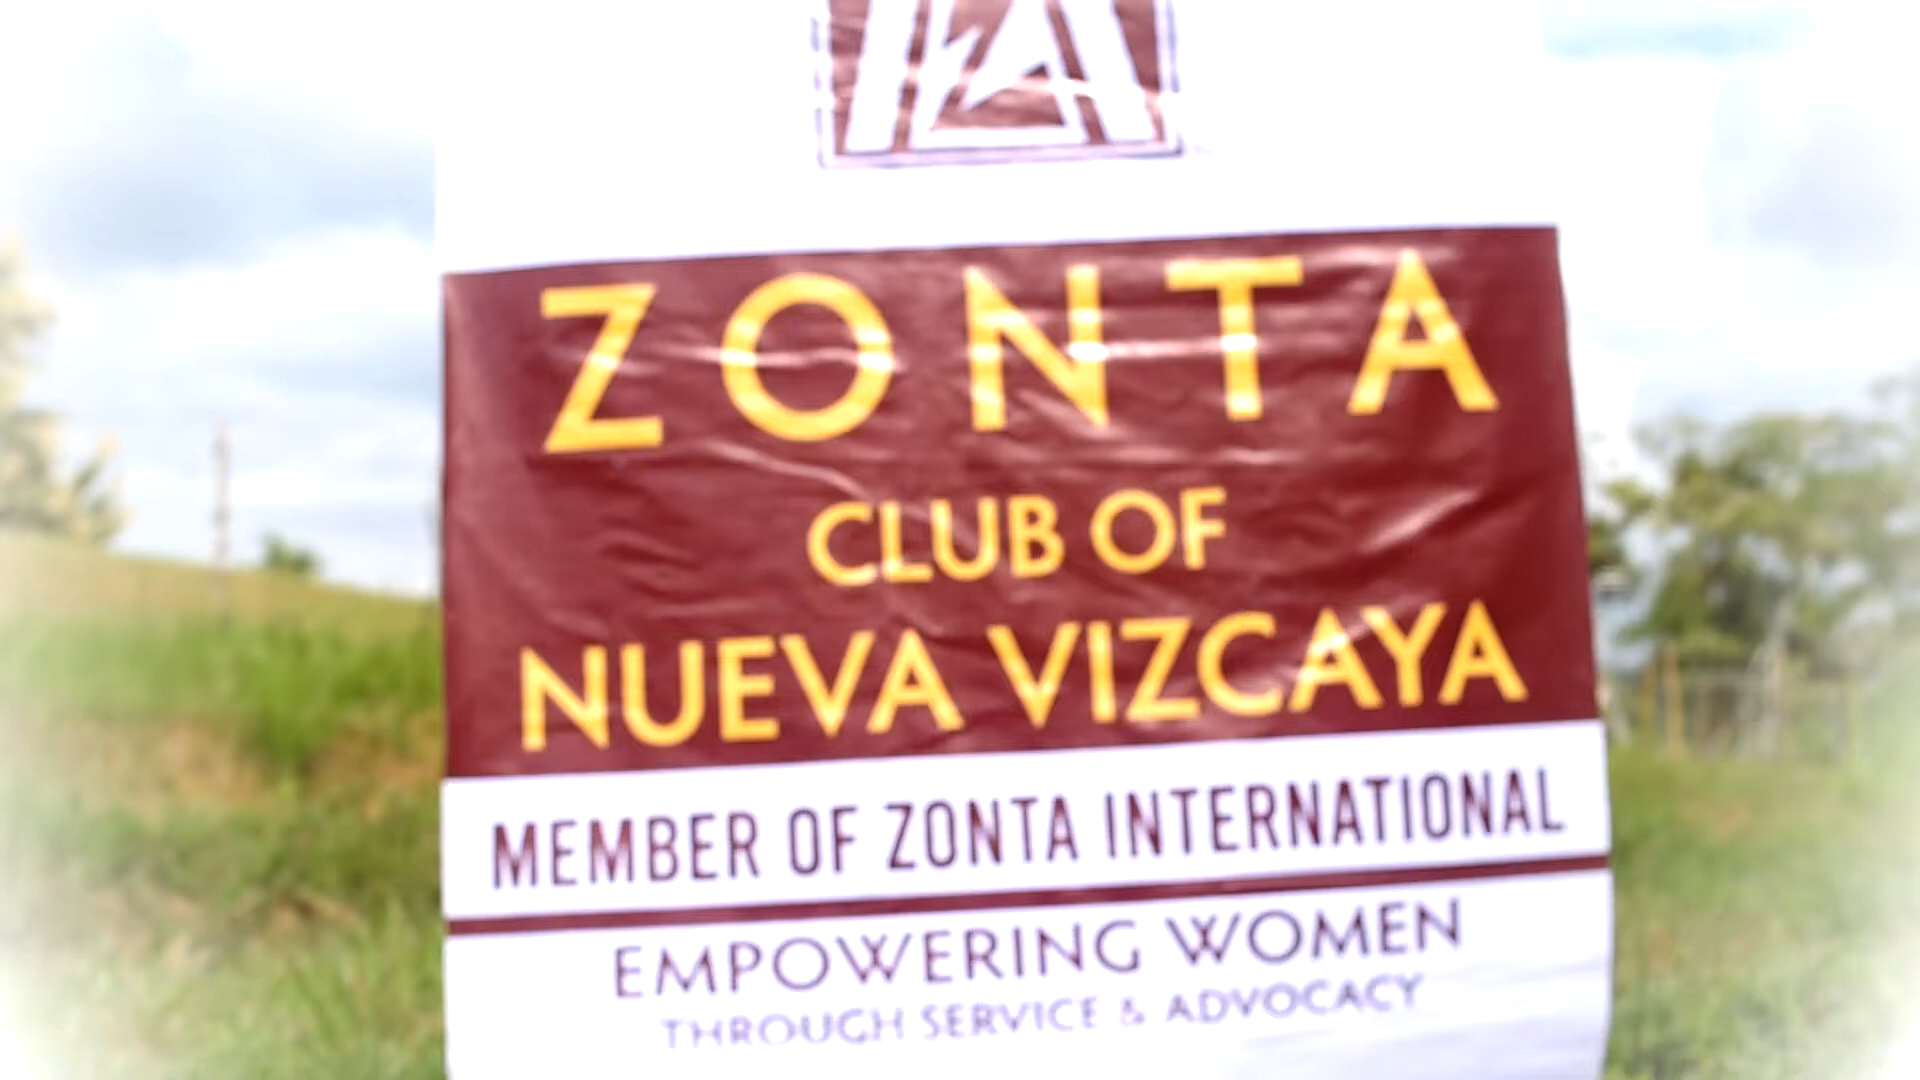 ZONTA
CLUB OF
NUEVA VIZCAYA
MEMBER OF ZONTA INTERNATIONAL
EMPOWERING WOMEN
THROUGH SERVICE & ADVOCACY